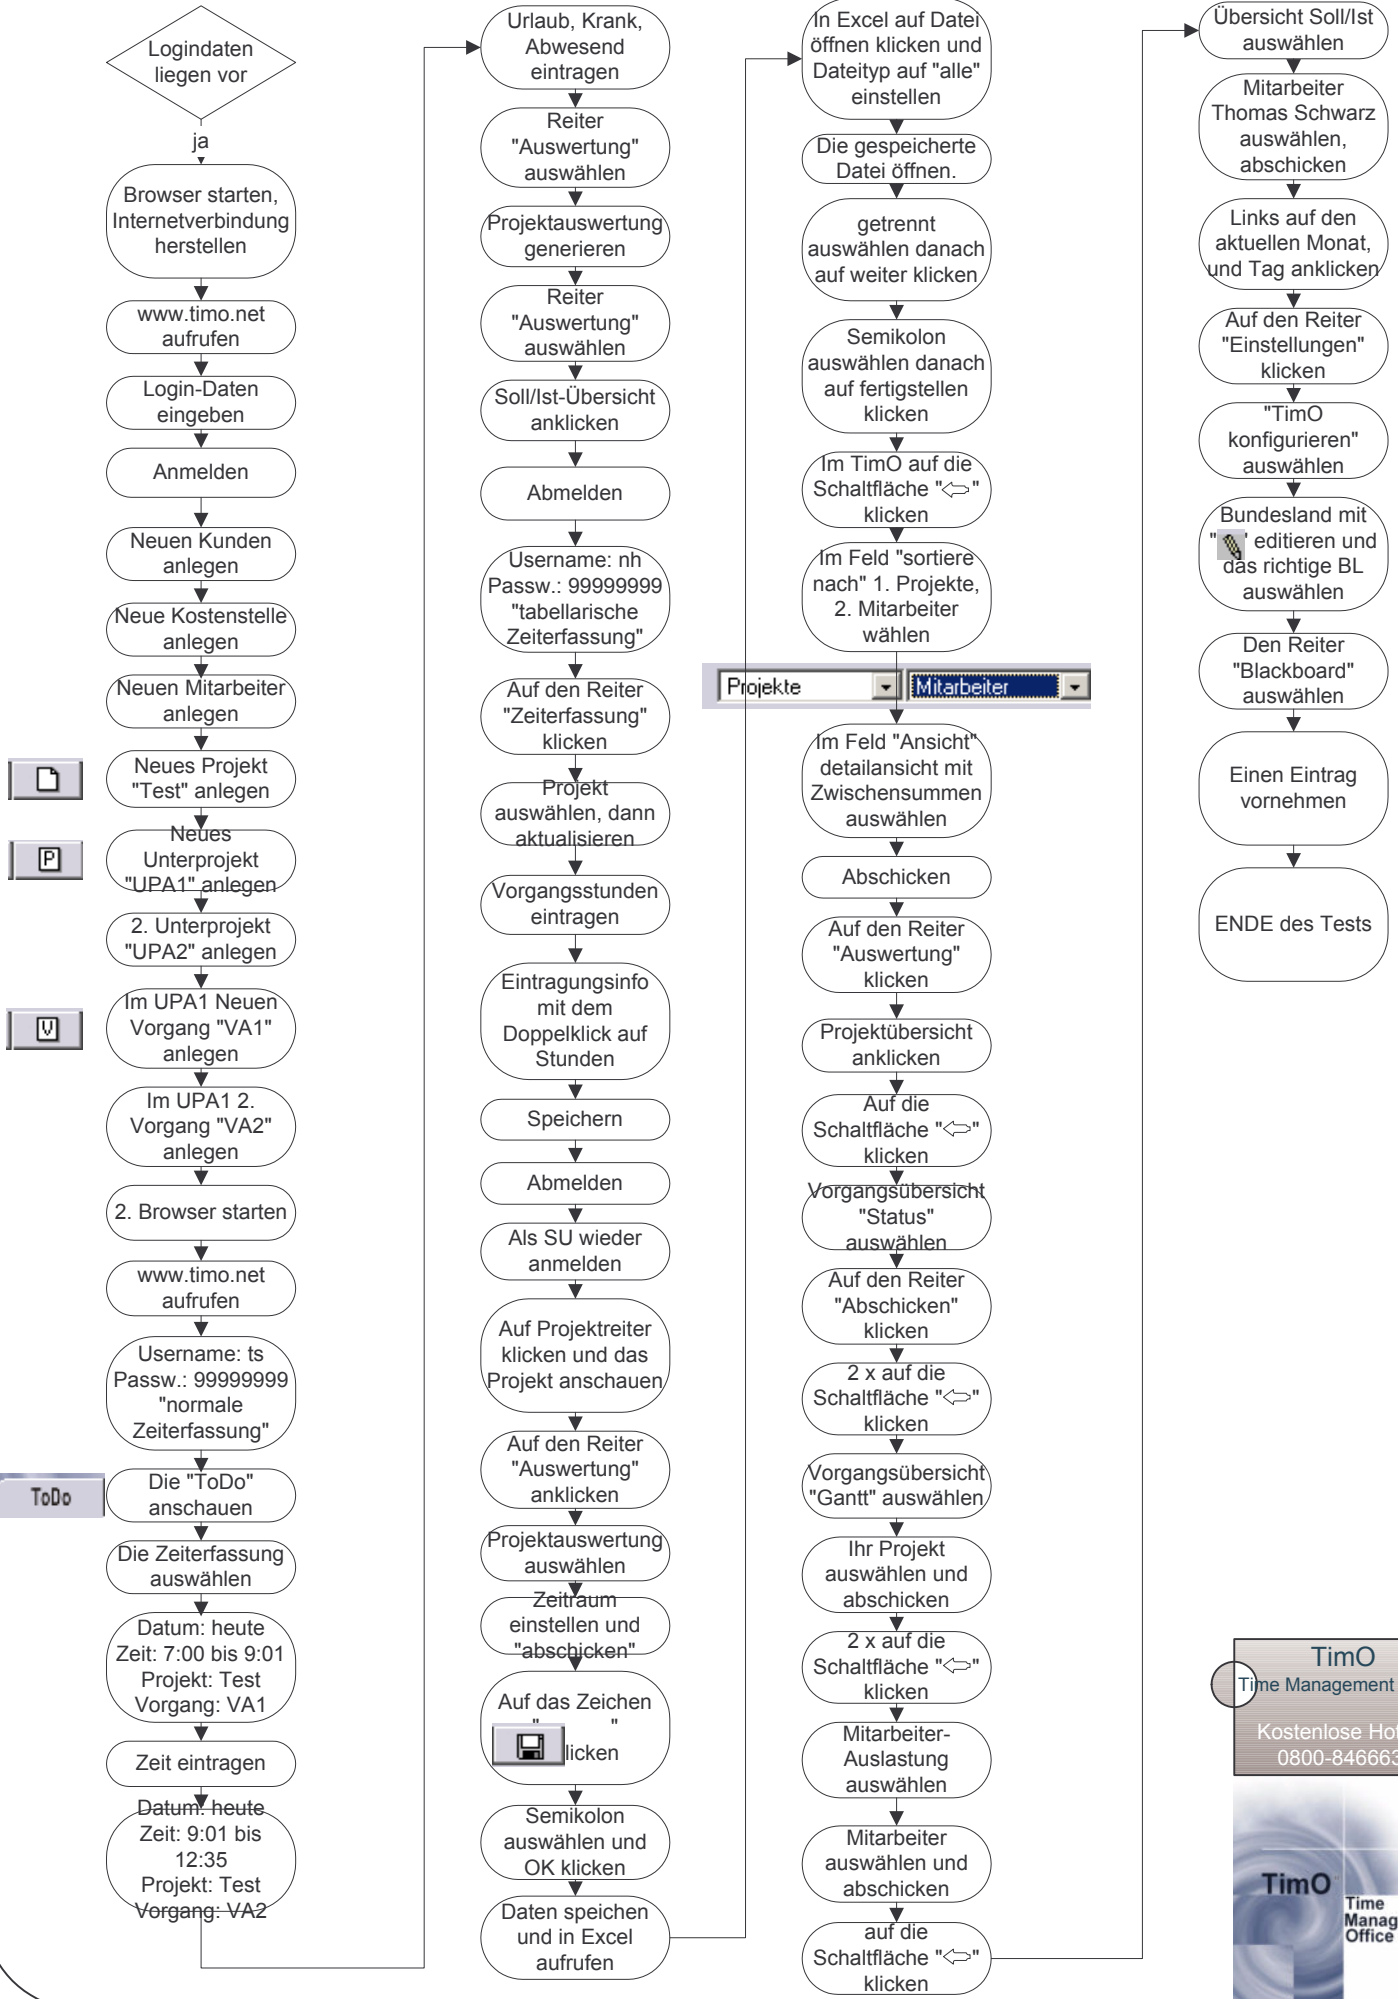 Logindaten
liegen vor
ja
Browser starten,
Internetverbindung
herstellen
www.timo.net
aufrufen
Login-Daten
eingeben
Anmelden
Neuen Kunden
anlegen
Neue Kostenstelle
anlegen
Neuen Mitarbeiter
anlegen
Neues Projekt
"Test" anlegen
P
Neues
Unterprojekt
"UPA1" anlegen
2. Unterprojekt
"UPA2" anlegen
V
Im UPA1 Neuen
Vorgang "VA1"
anlegen
Im UPA1 2.
Vorgang "VA2"
anlegen
2. Browser starten
www.timo.net
aufrufen
Username: ts
Passw.: 99999999
"normale
Zeiterfassung"
ToDo
Die "ToDo"
anschauen
Die Zeiterfassung
auswählen
Datum: heute
Zeit: 7:00 bis 9:01
Projekt: Test
Vorgang: VA1
Zeit eintragen
Datum: heute
Zeit: 9:01 bis
12:35
Projekt: Test
Vorgang: VA2
Urlaub, Krank,
Abwesend
eintragen
Reiter
"Auswertung"
auswählen
Projektauswertung
generieren
Reiter
"Auswertung"
auswählen
Soll/Ist-Übersicht
anklicken
Abmelden
Username: nh
Passw.: 99999999
"tabellarische
Zeiterfassung"
Auf den Reiter
"Zeiterfassung"
klicken
Projekt
auswählen, dann
aktualisieren
Vorgangsstunden
eintragen
Eintragungsinfo
mit dem
Doppelklick auf
Stunden
Speichern
Abmelden
Als SU wieder
anmelden
Auf Projektreiter
klicken und das
Projekt anschauen
Auf den Reiter
"Auswertung"
anklicken
Projektauswertung
auswählen
Zeitraum
einstellen und
"abschicken"
Auf das Zeichen
" "
licken
Semikolon
auswählen und
OK klicken
Daten speichen
und in Excel
aufrufen
In Excel auf Datei
öffnen klicken und
Dateityp auf "alle"
einstellen
Die gespeicherte
Datei öffnen.
getrennt
auswählen danach
auf weiter klicken
Semikolon
auswählen danach
auf fertigstellen
klicken
Im TimO auf die
Schaltfläche "⇦"
klicken
Im Feld "sortiere
nach" 1. Projekte,
2. Mitarbeiter
wählen
Projekte Mitarbeiter
Im Feld "Ansicht"
detailansicht mit
Zwischensummen
auswählen
Abschicken
Auf den Reiter
"Auswertung"
klicken
Projektübersicht
anklicken
Auf die
Schaltfläche "⇦"
klicken
Vorgangsübersicht
"Status"
auswählen
Auf den Reiter
"Abschicken"
klicken
2 x auf die
Schaltfläche "⇦"
klicken
Vorgangsübersicht
"Gantt" auswählen
Ihr Projekt
auswählen und
abschicken
2 x auf die
Schaltfläche "⇦"
klicken
Mitarbeiter-
Auslastung
auswählen
Mitarbeiter
auswählen und
abschicken
auf die
Schaltfläche "⇦"
klicken
Übersicht Soll/Ist
auswählen
Mitarbeiter
Thomas Schwarz
auswählen,
abschicken
Links auf den
aktuellen Monat,
und Tag anklicken
Auf den Reiter
"Einstellungen"
klicken
"TimO
konfigurieren"
auswählen
Bundesland mit
" " editieren und
das richtige BL
auswählen
Den Reiter
"Blackboard"
auswählen
Einen Eintrag
vornehmen
ENDE des Tests
TimO
Time Management
Kostenlose Ho
0800-84666
TimO
Time
Manag
Office